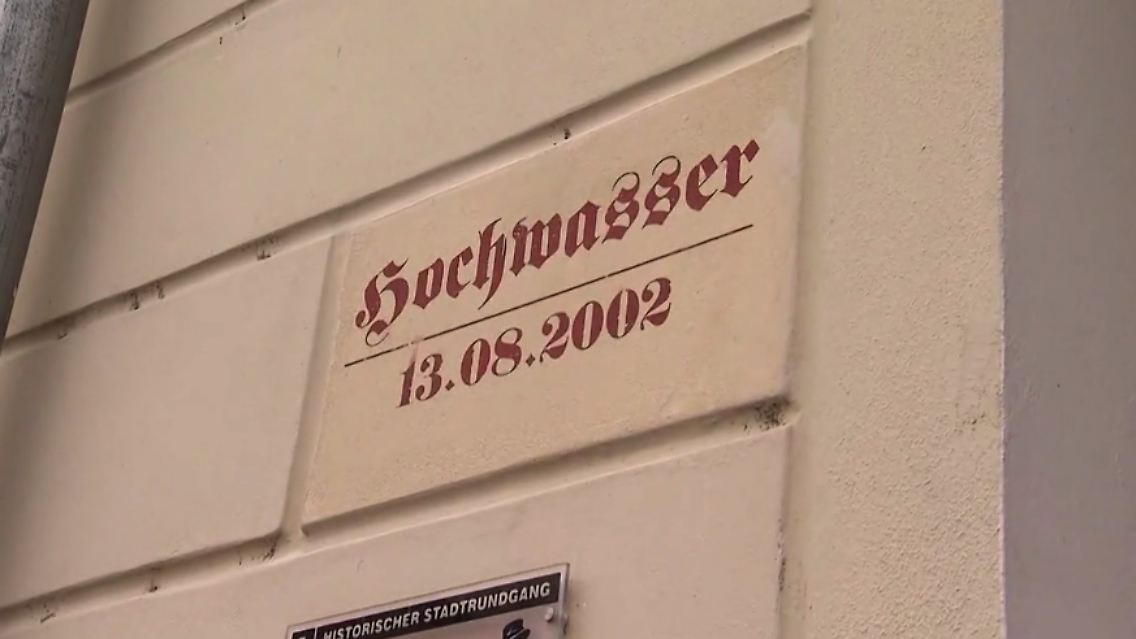 Hochwasser
13.08.2002
HISTORISCHER STADTRUNDGANG